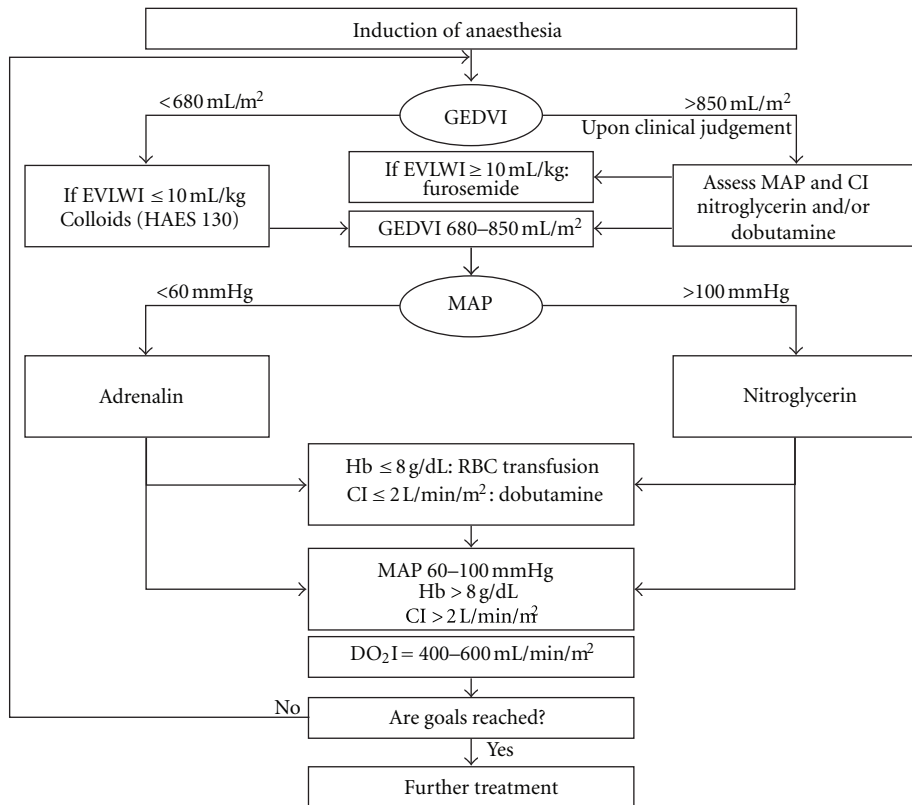 Induction of anaesthesia
<680 mL/m²
GEDVI
>850 mL/m²
Upon clinical judgement
If EVLWI ≤ 10 mL/kg
Colloids (HAES 130)
If EVLWI ≥ 10 mL/kg:
furosemide
Assess MAP and CI
nitroglycerin and/or
dobutamine
GEDVI 680–850 mL/m²
<60 mmHg
MAP
>100 mmHg
Adrenalin
Nitroglycerin
Hb ≤ 8 g/dL: RBC transfusion
CI ≤ 2 L/min/m²: dobutamine
MAP 60–100 mmHg
Hb > 8 g/dL
CI > 2 L/min/m²
DO₂I = 400–600 mL/min/m²
No
Are goals reached?
Yes
Further treatment